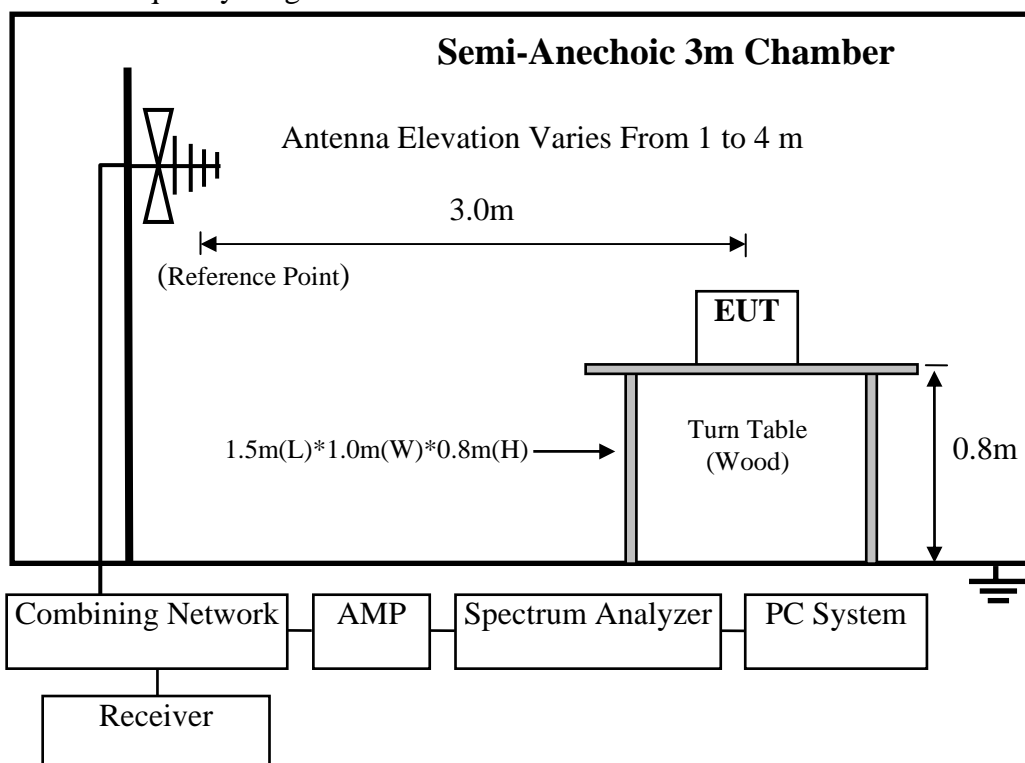 Semi-Anechoic 3m Chamber
Antenna Elevation Varies From 1 to 4 m
3.0m
(Reference Point)
EUT
1.5m(L)*1.0m(W)*0.8m(H)
Turn Table
(Wood)
0.8m
Combining Network
AMP
Spectrum Analyzer
PC System
Receiver